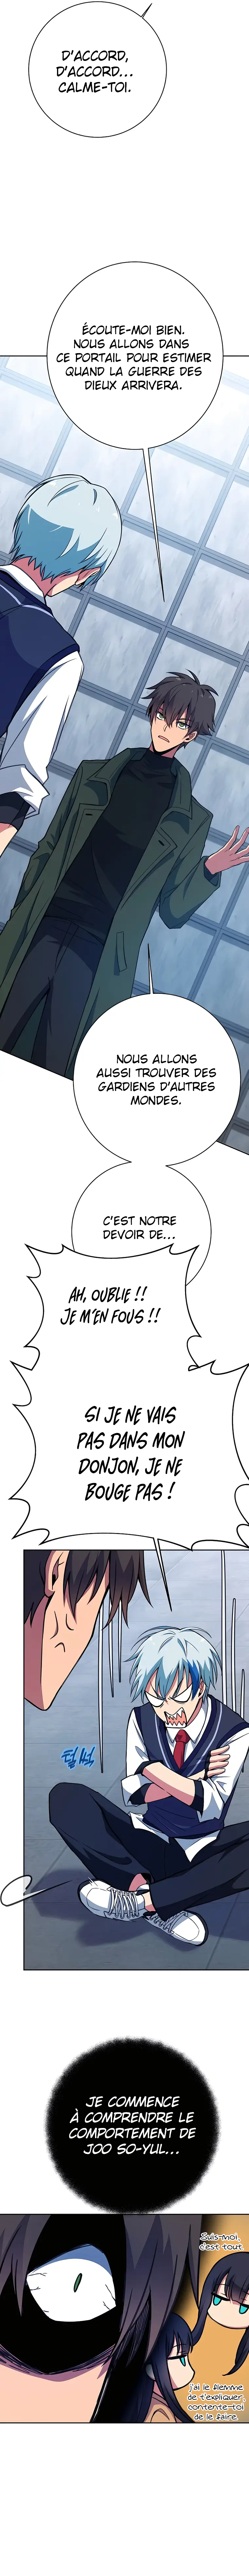 D'ACCORD,
D'ACCORD...
CALME-TOI.
ÉCOUTE-MOI BIEN.
NOUS ALLONS DANS
CE PORTAIL POUR ESTIMER
QUAND LA GUERRE DES
DIEUX ARRIVERA.
NOUS ALLONS
AUSSI TROUVER DES
GARDIENS D'AUTRES
MONDES.
C'EST NOTRE
DEVOIR DE...
AH, OUBLIE !!
JE M'EN FOUS !!
SI JE NE VAIS
PAS DANS MON
DONJON, JE NE
BOUGE PAS !
털썩
JE COMMENCE
À COMPRENDRE LE
COMPORTEMENT DE
JOO SO-YUL...
Suis-moi,
c'est tout
j'ai le flemme
de t'expliquer,
contente-toi
de le faire